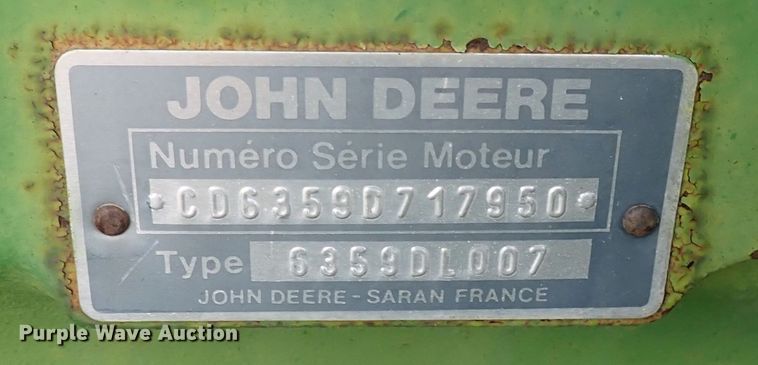 JOHN DEERE
Numéro Série Moteur
*CD6359D717950*
Type 6359DL007
JOHN DEERE - SARAN FRANCE
Purple Wave Auction